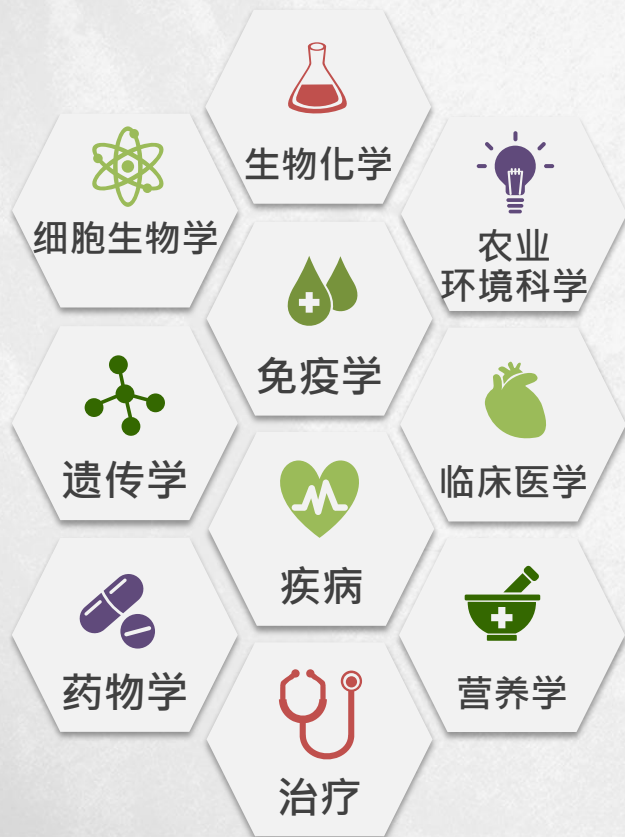 生物化学
细胞生物学
农业
环境科学
免疫学
遗传学
临床医学
疾病
药物学
营养学
治疗